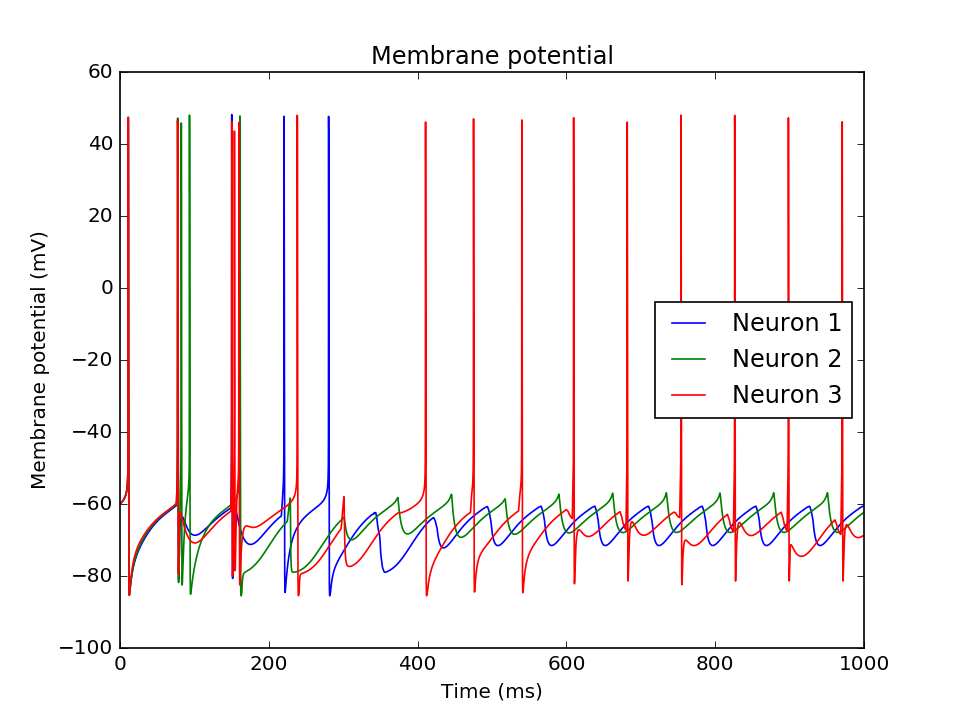 Membrane potential
Membrane potential (mV)
60
40
20
0
−20
−40
−60
−80
−100
Neuron 1
Neuron 2
Neuron 3
0 200 400 600 800 1000
Time (ms)